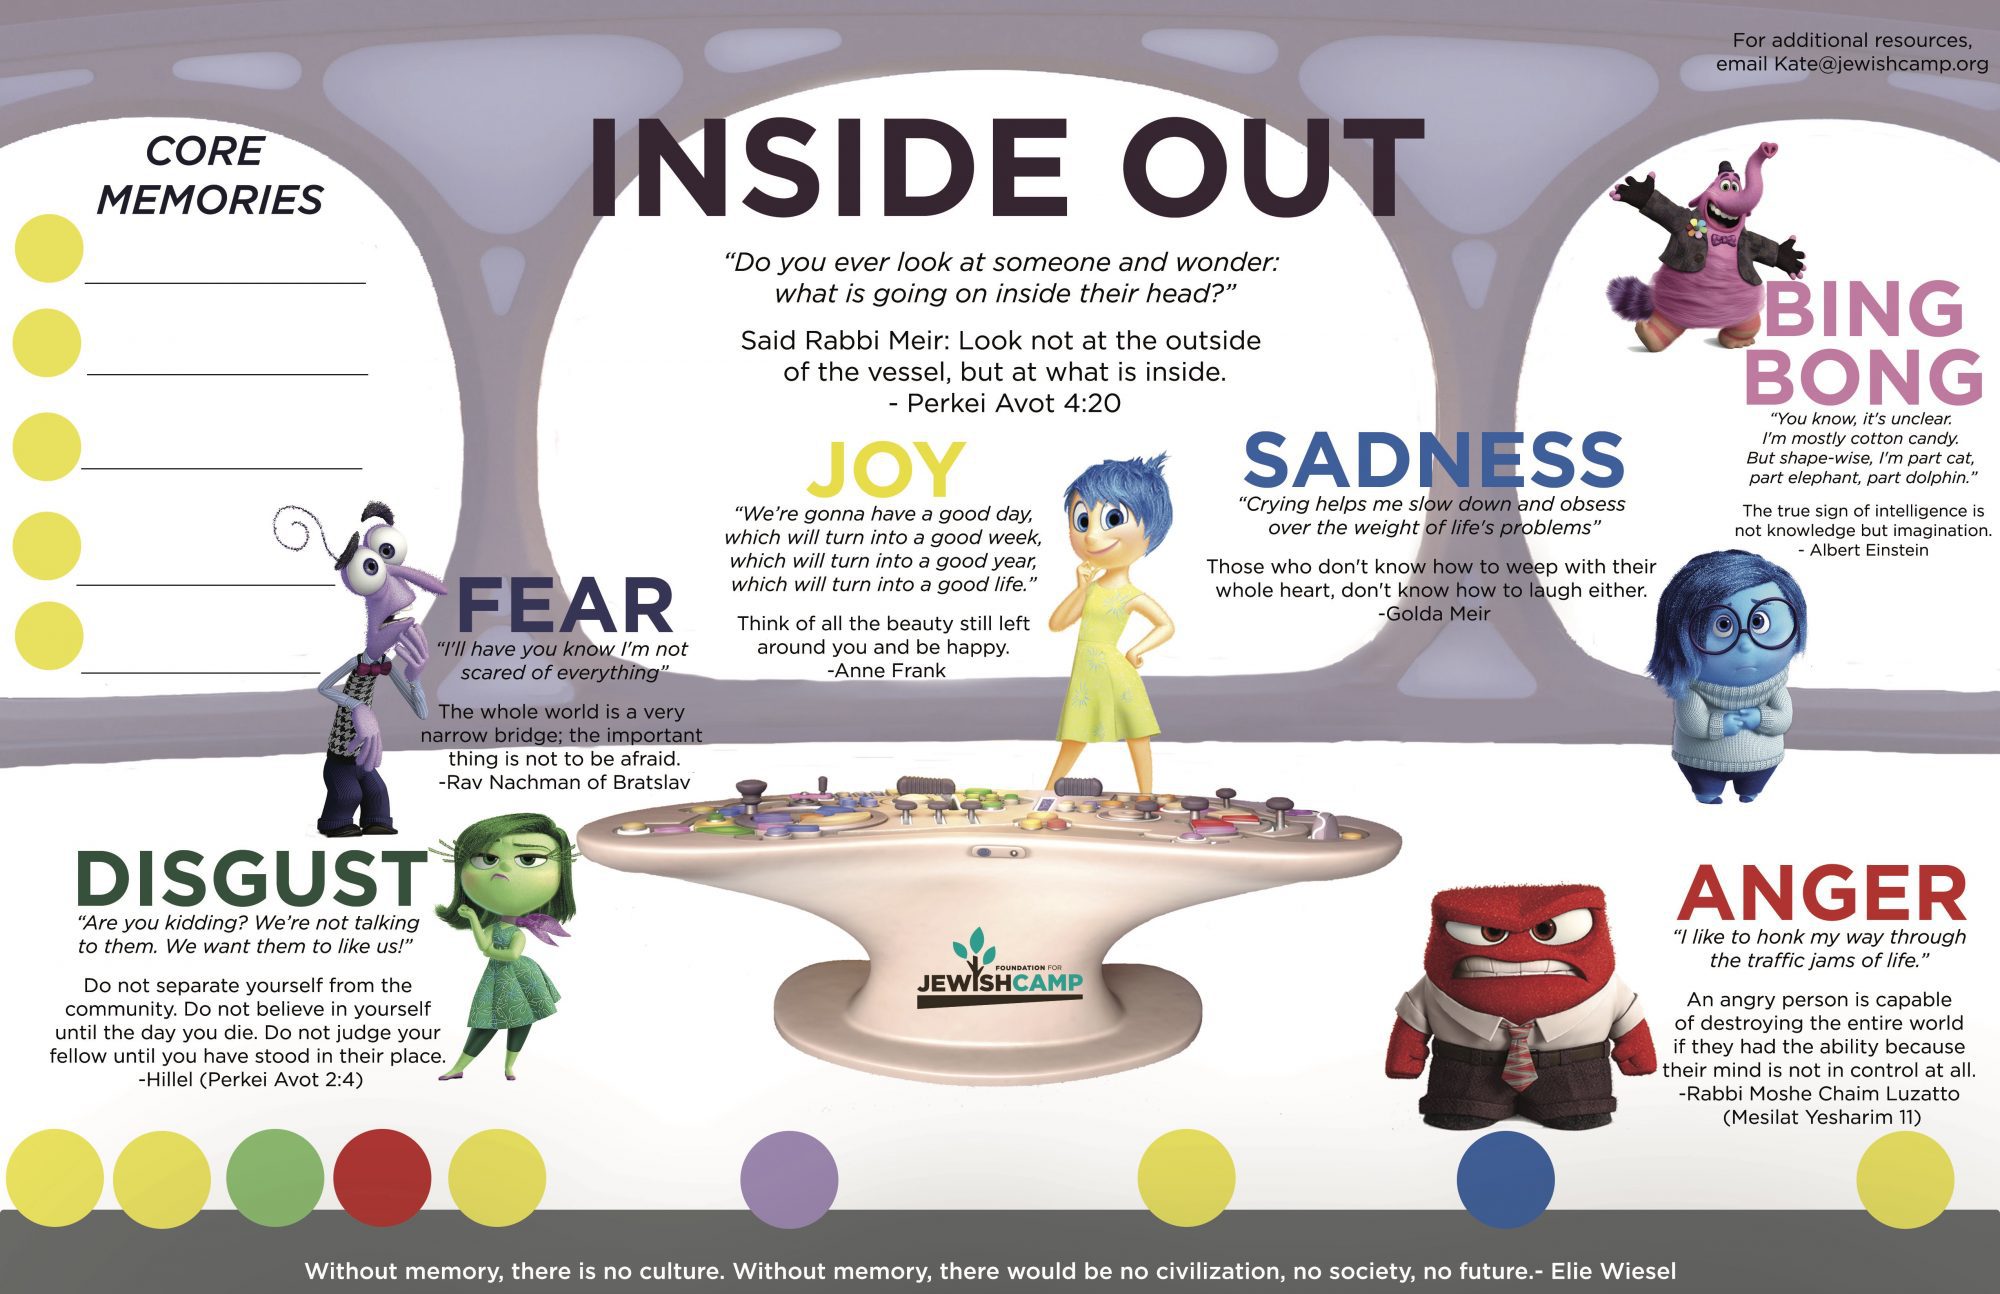 For additional resources,
email Kate@jewishcamp.org
CORE
MEMORIES
INSIDE OUT
“Do you ever look at someone and wonder:
what is going on inside their head?”
Said Rabbi Meir: Look not at the outside
of the vessel, but at what is inside.
- Perkei Avot 4:20
BING
BONG
“You know, it's unclear.
I'm mostly cotton candy.
But shape-wise, I'm part cat,
part elephant, part dolphin.”
The true sign of intelligence is
not knowledge but imagination.
- Albert Einstein
JOY
“We’re gonna have a good day,
which will turn into a good week,
which will turn into a good year,
which will turn into a good life.”
Think of all the beauty still left
around you and be happy.
-Anne Frank
SADNESS
“Crying helps me slow down and obsess
over the weight of life's problems”
Those who don't know how to weep with their
whole heart, don't know how to laugh either.
-Golda Meir
FEAR
“I'll have you know I'm not
scared of everything”
The whole world is a very
narrow bridge; the important
thing is not to be afraid.
-Rav Nachman of Bratslav
DISGUST
“Are you kidding? We’re not talking
to them. We want them to like us!”
Do not separate yourself from the
community. Do not believe in yourself
until the day you die. Do not judge your
fellow until you have stood in their place.
-Hillel (Perkei Avot 2:4)
FOUNDATION FOR
JEWISHCAMP
ANGER
“I like to honk my way through
the traffic jams of life.”
An angry person is capable
of destroying the entire world
if they had the ability because
their mind is not in control at all.
-Rabbi Moshe Chaim Luzatto
(Mesilat Yesharim 11)
Without memory, there is no culture. Without memory, there would be no civilization, no society, no future.- Elie Wiesel